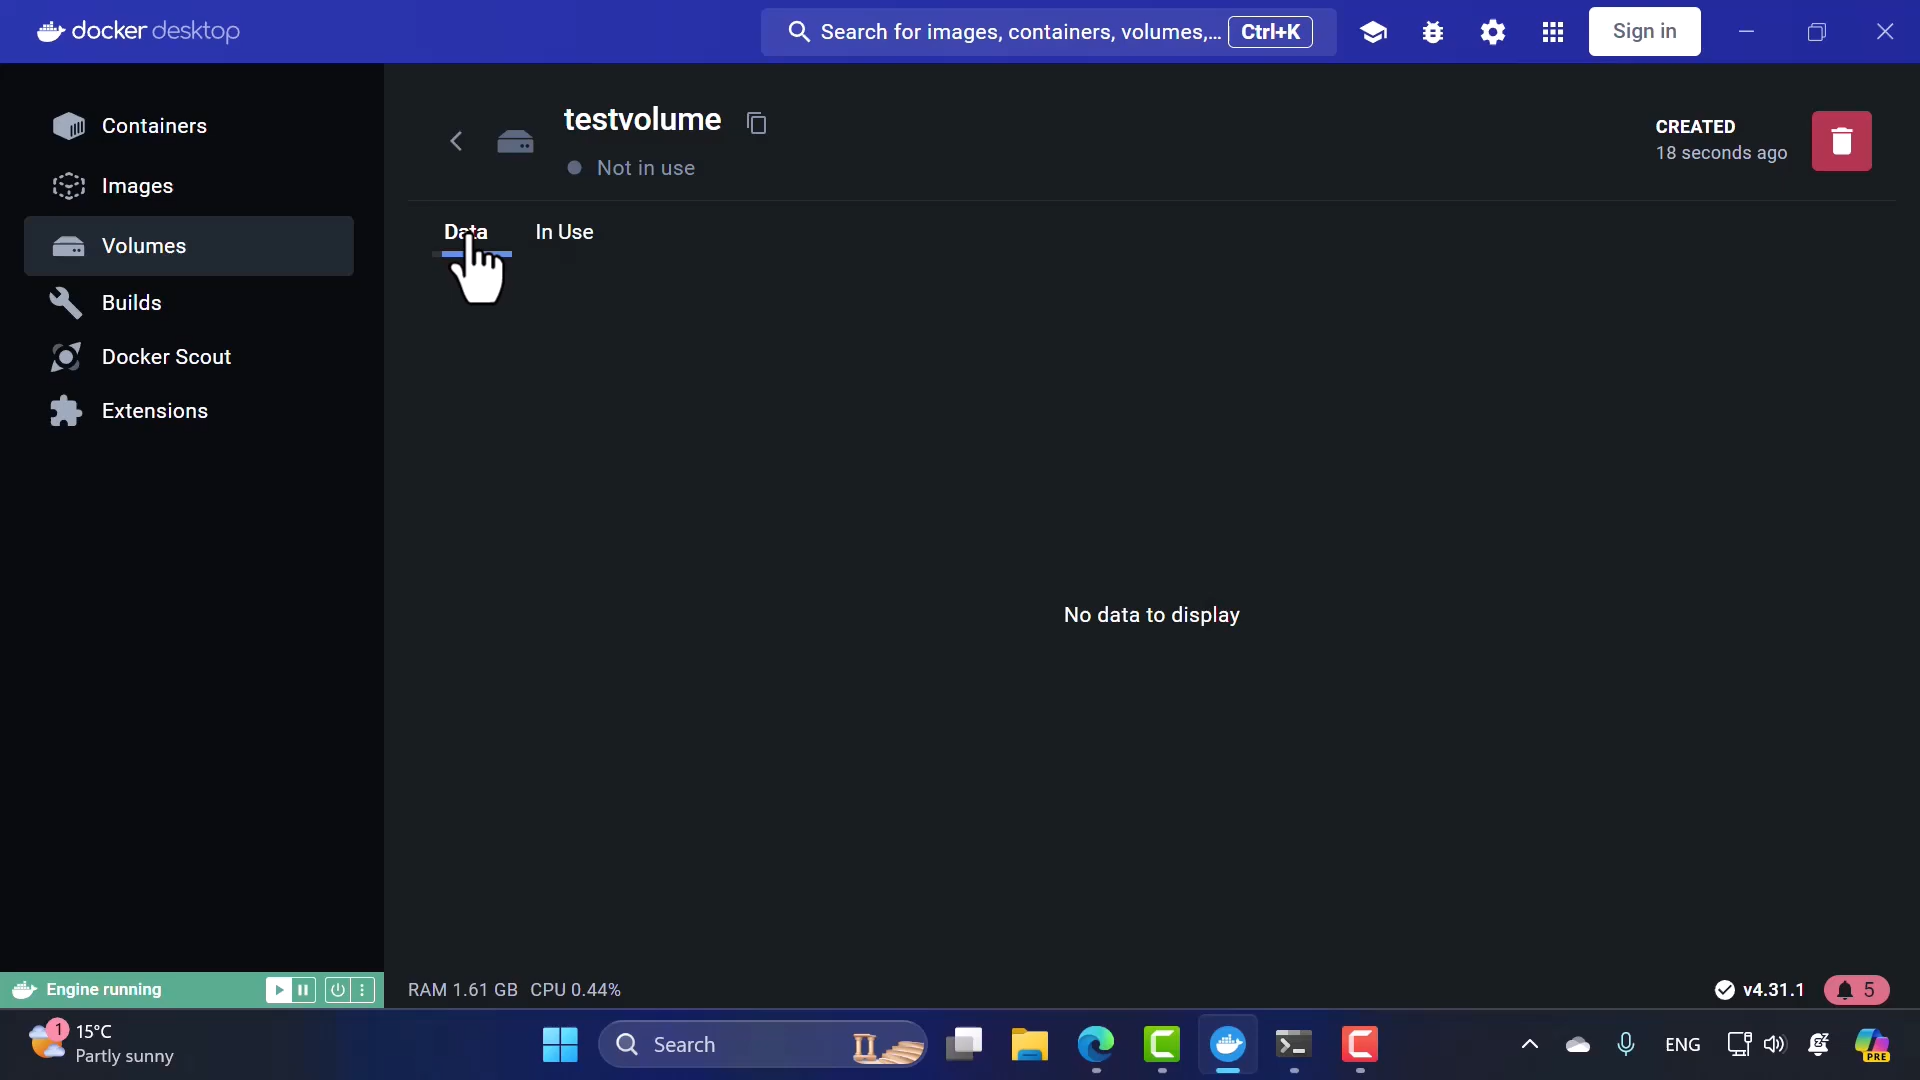 docker desktop
Search for images, containers, volumes,... Ctrl+K
Sign in
Containers
Images
Volumes
Builds
Docker Scout
Extensions
testvolume
Not in use
CREATED
18 seconds ago
Data In Use
No data to display
Engine running
RAM 1.61 GB CPU 0.44%
v4.31.1
5
1
15°C
Partly sunny
Search
ENG
PRE